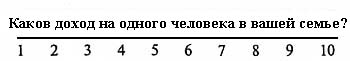 Каков доход на одного человека в вашей семье?
1 2 3 4 5 6 7 8 9 10